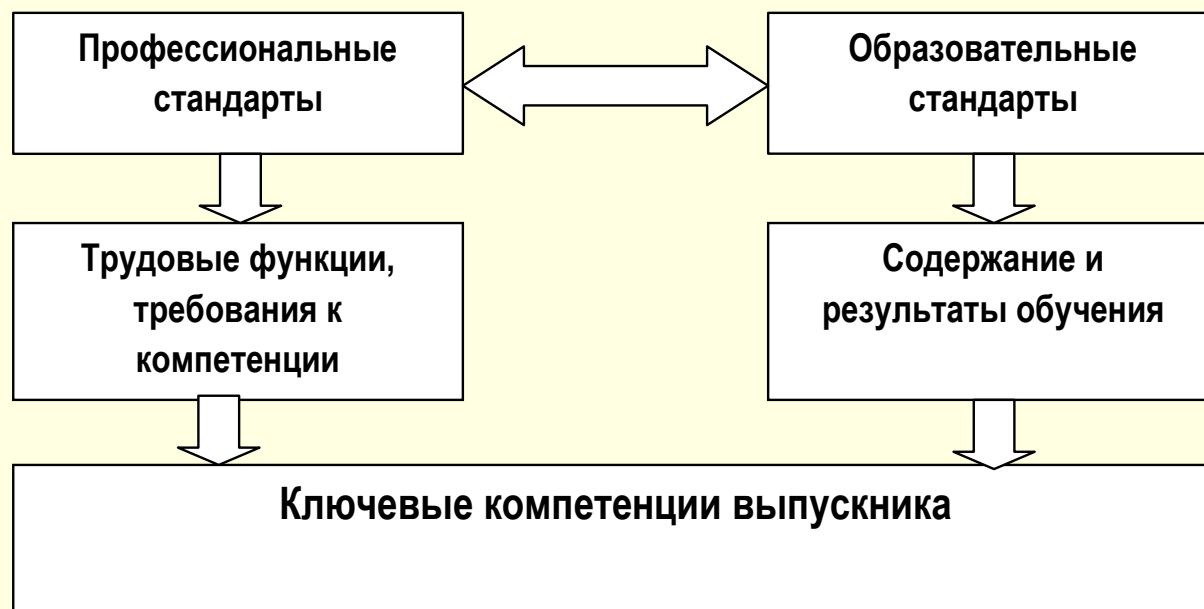 Профессиональные
стандарты
Образовательные
стандарты
Трудовые функции,
требования к
компетенции
Содержание и
результаты обучения
Ключевые компетенции выпускника